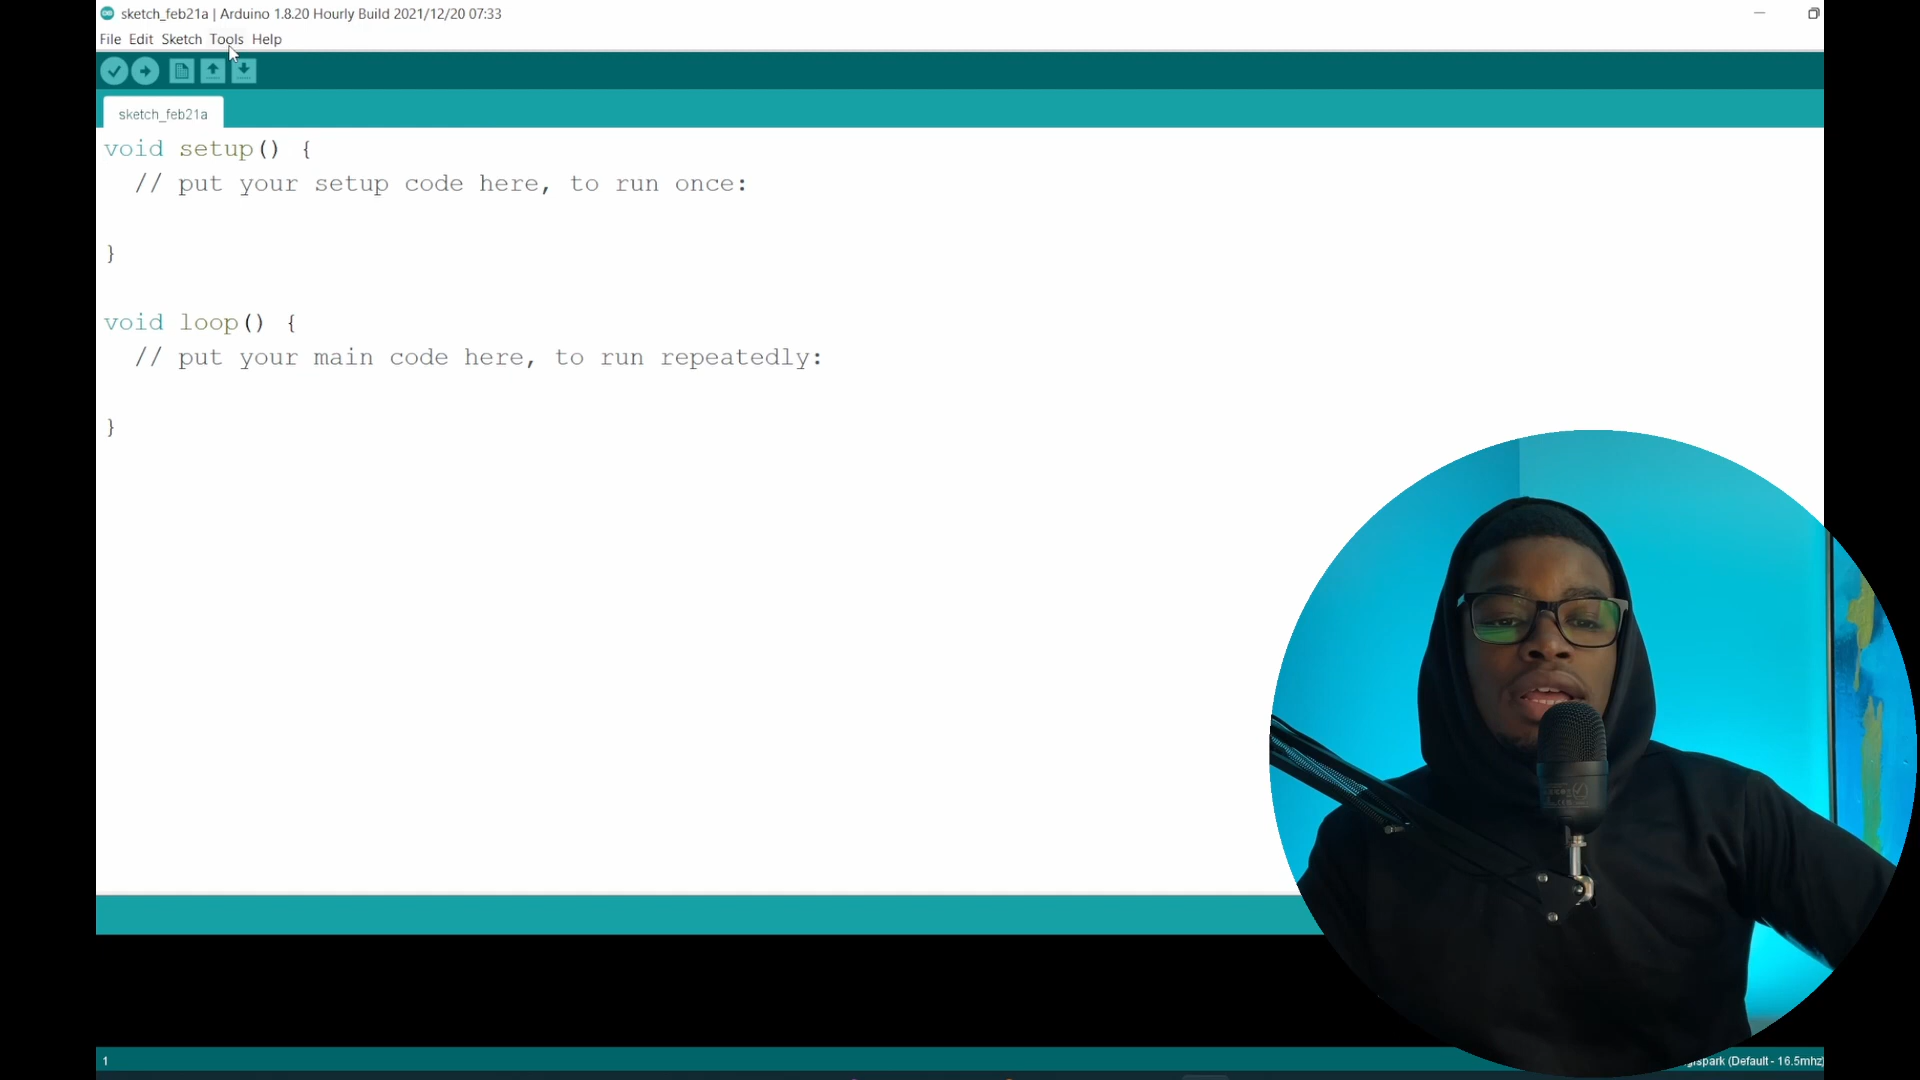 sketch_feb21a | Arduino 1.8.20 Hourly Build 2021/12/20 07:33
File Edit Sketch Tools Help
sketch_feb21a
void setup() {
// put your setup code here, to run once:
}
void loop() {
// put your main code here, to run repeatedly:
}
1
(Default - 16.5mhz)